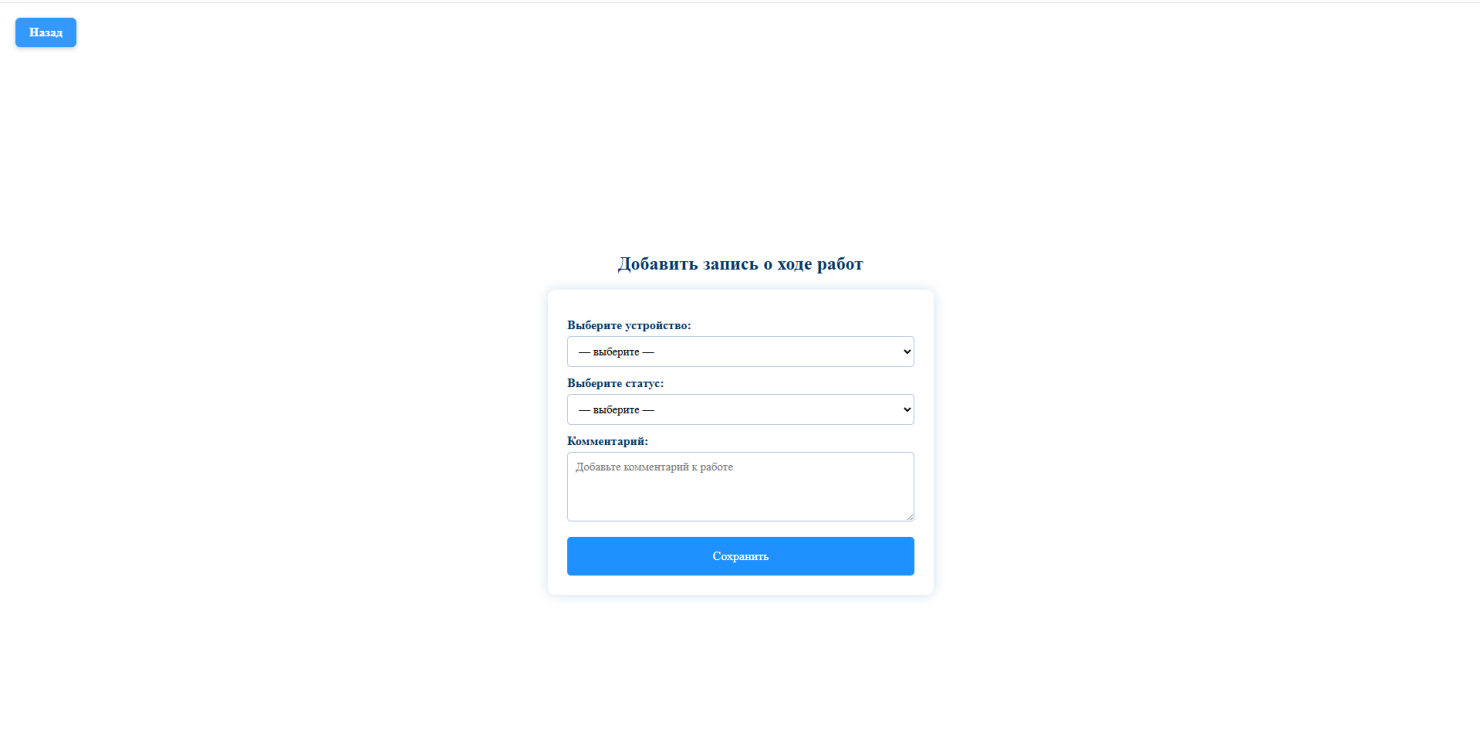 Назад
Добавить запись о ходе работ
Выберите устройство:
— выберите —
Выберите статус:
— выберите —
Комментарий:
Добавьте комментарий к работе
Сохранить